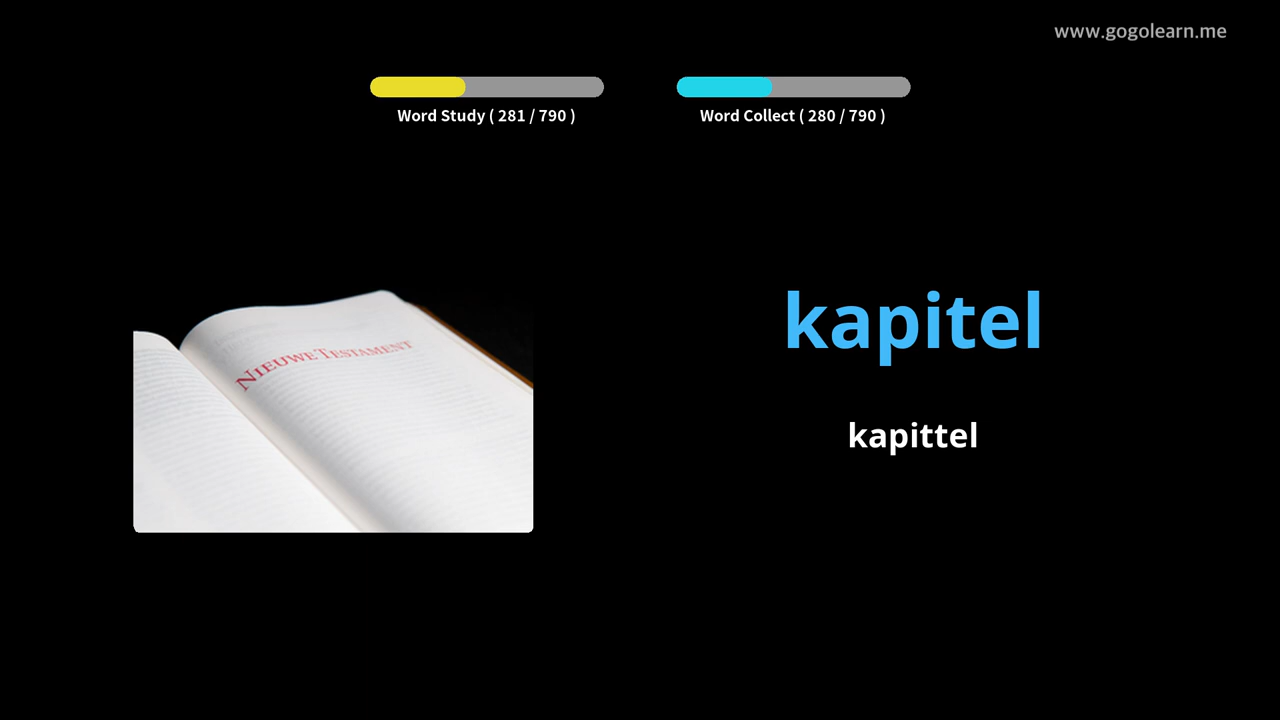 www.gogolearn.me
Word Study ( 281 / 790 )
Word Collect ( 280 / 790 )
NIEUWE TESTAMENT
kapitel
kapittel